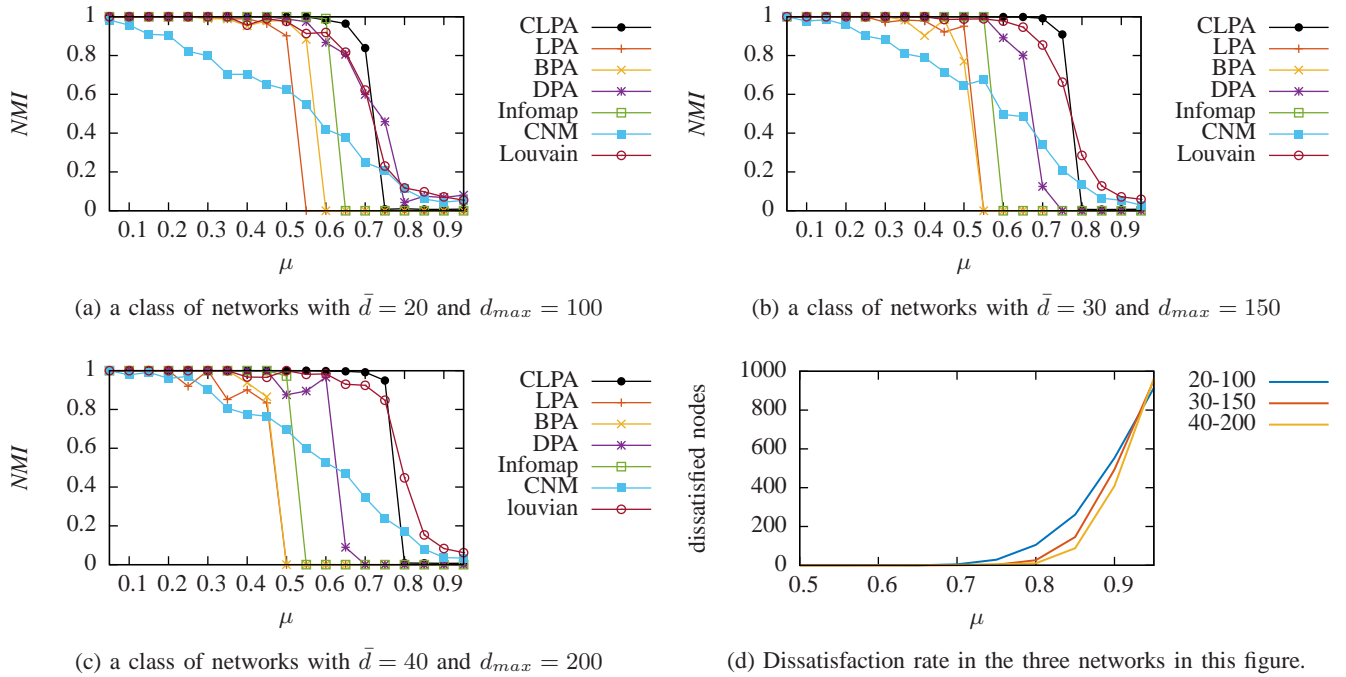 1
0.8
0.6
0.4
0.2
0
NMI
0.1 0.2 0.3 0.4 0.5 0.6 0.7 0.8 0.9
μ
CLPA
LPA
BPA
DPA
Infomap
CNM
Louvain
(a) a class of networks with d̄ = 20 and d_max = 100
1
0.8
0.6
0.4
0.2
0
NMI
0.1 0.2 0.3 0.4 0.5 0.6 0.7 0.8 0.9
μ
CLPA
LPA
BPA
DPA
Infomap
CNM
Louvain
(b) a class of networks with d̄ = 30 and d_max = 150
1
0.8
0.6
0.4
0.2
0
NMI
0.1 0.2 0.3 0.4 0.5 0.6 0.7 0.8 0.9
μ
CLPA
LPA
BPA
DPA
Infomap
CNM
louvian
(c) a class of networks with d̄ = 40 and d_max = 200
1000
800
600
400
200
0
dissatisfied nodes
0.5 0.6 0.7 0.8 0.9
μ
20-100
30-150
40-200
(d) Dissatisfaction rate in the three networks in this figure.